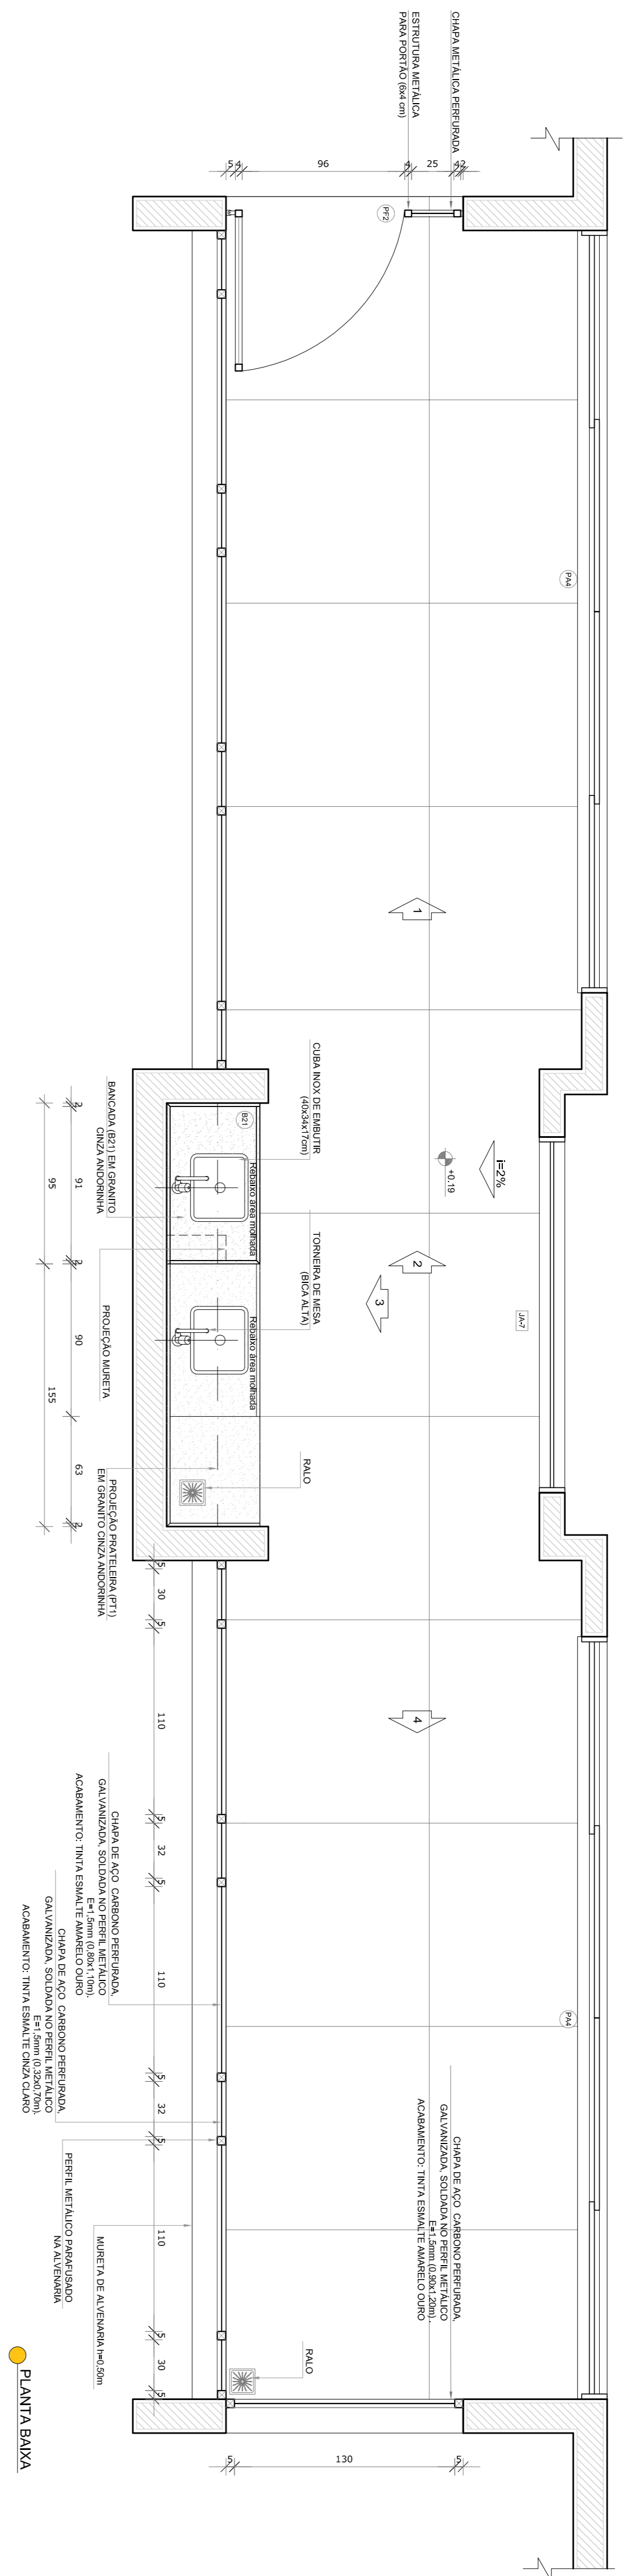 CHAPA METÁLICA PERFURADA
ESTRUTURA METÁLICA
PARA PORTÃO (6x4 cm)
5
4
96
4
25
4
2
PF2
PA4
1
i=2%
+0.19
2
3
JA-7
CUBA INOX DE EMBUTIR
(40x34x17cm)
TORNEIRA DE MESA
(BICA ALTA)
RALO
B21
Rebaixo área molhada
Rebaixo área molhada
BANCADA (B21) EM GRANITO
CINZA ANDORINHA
PROJEÇÃO MURETA
PROJEÇÃO PRATELEIRA (PT1)
EM GRANITO CINZA ANDORINHA
2
91
2
90
63
2
95
155
4
PA4
5
30
5
110
5
32
5
110
5
32
5
110
5
30
5
CHAPA DE AÇO CARBONO PERFURADA,
GALVANIZADA, SOLDADA NO PERFIL METÁLICO
E=1,5mm (0,80x1,10m).
ACABAMENTO: TINTA ESMALTE AMARELO OURO
CHAPA DE AÇO CARBONO PERFURADA,
GALVANIZADA, SOLDADA NO PERFIL METÁLICO
E=1,5mm (0,32x0,70m).
ACABAMENTO: TINTA ESMALTE CINZA CLARO
CHAPA DE AÇO CARBONO PERFURADA,
GALVANIZADA, SOLDADA NO PERFIL METÁLICO
E=1,5mm (0,90x1,20m).
ACABAMENTO: TINTA ESMALTE AMARELO OURO
PERFIL METÁLICO PARAFUSADO
NA ALVENARIA
MURETA DE ALVENARIA h=0,50m
RALO
5
130
5
PLANTA BAIXA